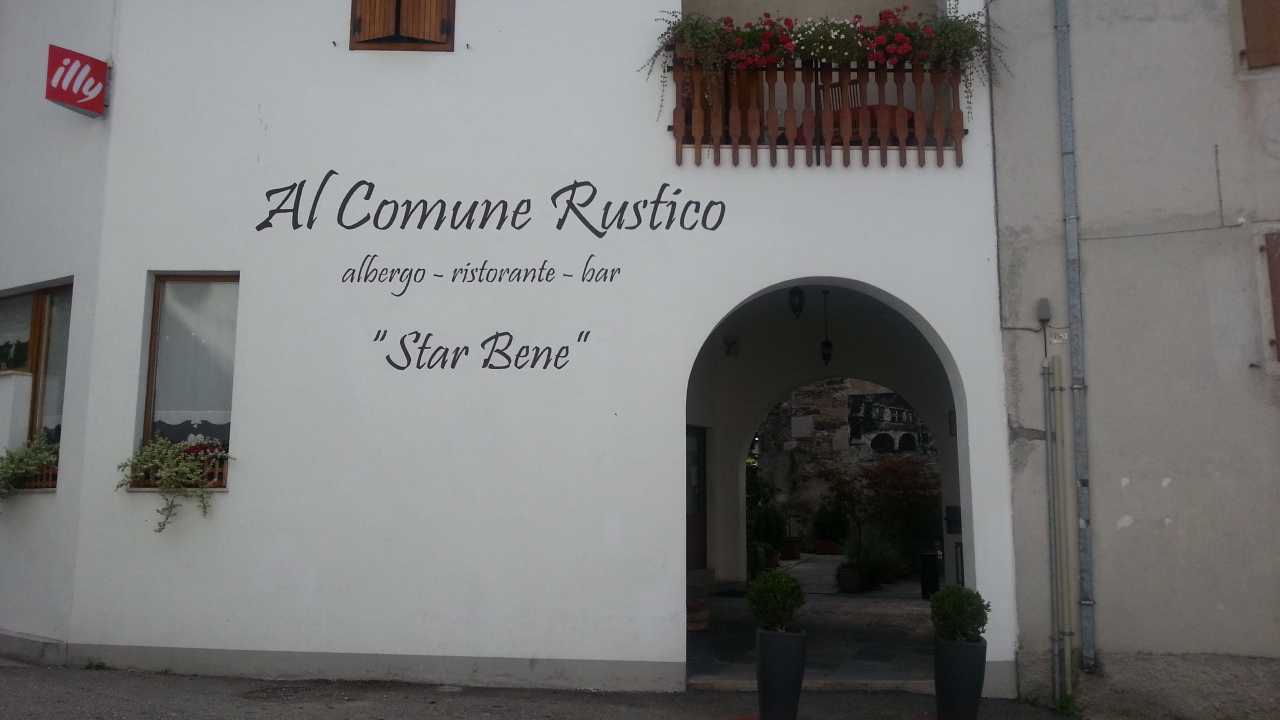 illy
Al Comune Rustico
albergo - ristorante - bar
"Star Bene"